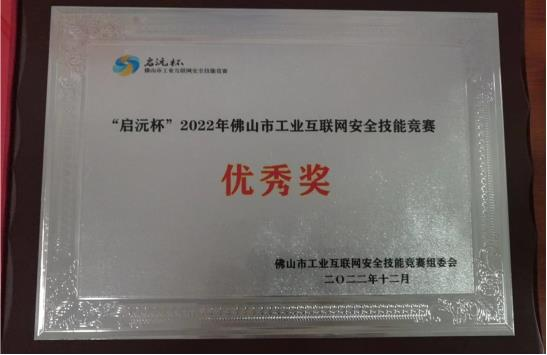 启沅杯
佛山市工业互联网安全技能竞赛
“启沅杯”2022年佛山市工业互联网安全技能竞赛
优秀奖
佛山市工业互联网安全技能竞赛组委会
二〇二二年十二月